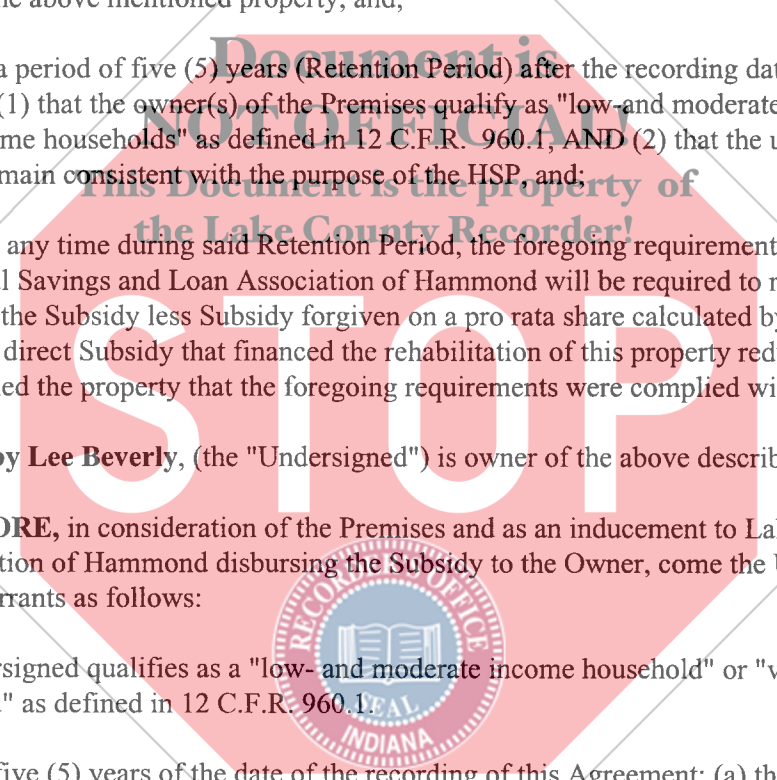 the above mentioned property; and,
Document is
a period of five (5) years (Retention Period) after the recording dat
(1) that the owner(s) of the Premises qualify as "low-and moderate
NOT OFFICIAL!
me households" as defined in 12 C.F.R. 960.1, AND (2) that the u
main consistent with the purpose of the HSP, and;
This Document is the property of
the Lake County Recorder!
any time during said Retention Period, the foregoing requirement
l Savings and Loan Association of Hammond will be required to r
the Subsidy less Subsidy forgiven on a pro rata share calculated by
direct Subsidy that financed the rehabilitation of this property red
ed the property that the foregoing requirements were complied wi
STOP
by Lee Beverly, (the "Undersigned") is owner of the above describ
ORE, in consideration of the Premises and as an inducement to La
tion of Hammond disbursing the Subsidy to the Owner, come the U
rrants as follows:
RECORDER'S OFFICE
SEAL
INDIANA
rsigned qualifies as a "low- and moderate income household" or "v
" as defined in 12 C.F.R. 960.1.
five (5) years of the date of the recording of this Agreement: (a) th